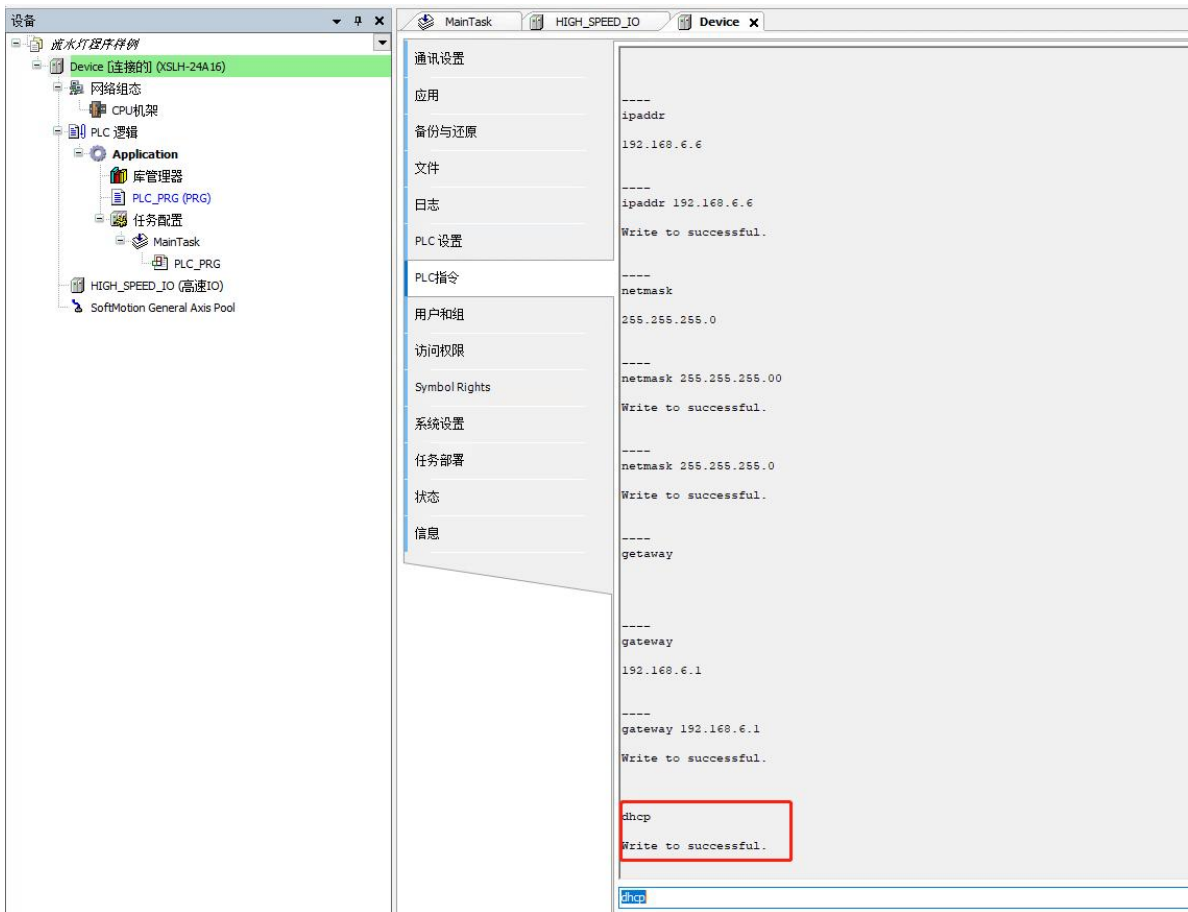 设备
MainTask
HIGH_SPEED_IO
Device
流水灯程序样例
Device [连接的] (XSLH-24A16)
网络组态
CPU机架
PLC 逻辑
Application
库管理器
PLC_PRG (PRG)
任务配置
MainTask
PLC_PRG
HIGH_SPEED_IO (高速IO)
SoftMotion General Axis Pool
通讯设置
应用
备份与还原
文件
日志
PLC 设置
PLC指令
用户和组
访问权限
Symbol Rights
系统设置
任务部署
状态
信息
----
ipaddr
192.168.6.6
----
ipaddr 192.168.6.6
Write to successful.
----
netmask
255.255.255.0
----
netmask 255.255.255.00
Write to successful.
----
netmask 255.255.255.0
Write to successful.
----
getaway
----
gateway
192.168.6.1
----
gateway 192.168.6.1
Write to successful.
dhcp
Write to successful.
dhcp